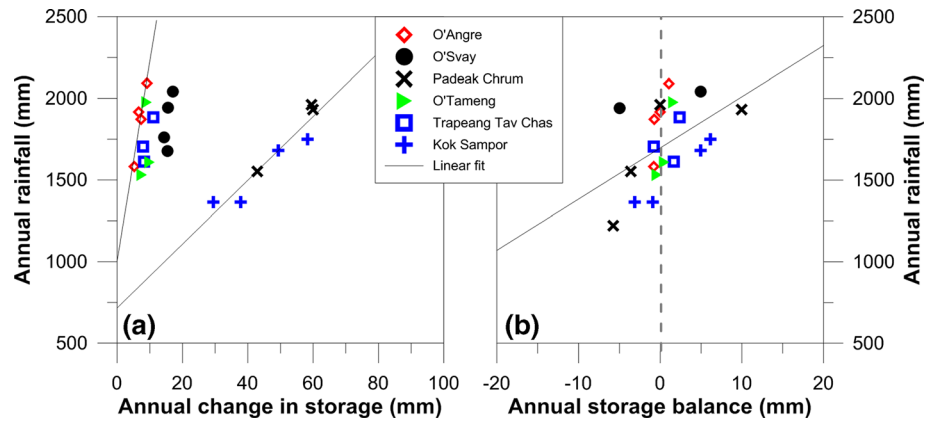 2500
2000
1500
1000
500
Annual rainfall (mm)
(a)
0 20 40 60 80 100
Annual change in storage (mm)
O'Angre
O'Svay
Padeak Chrum
O'Tameng
Trapeang Tav Chas
Kok Sampor
Linear fit
(b)
-20 -10 0 10 20
Annual storage balance (mm)
2500
2000
1500
1000
500
Annual rainfall (mm)